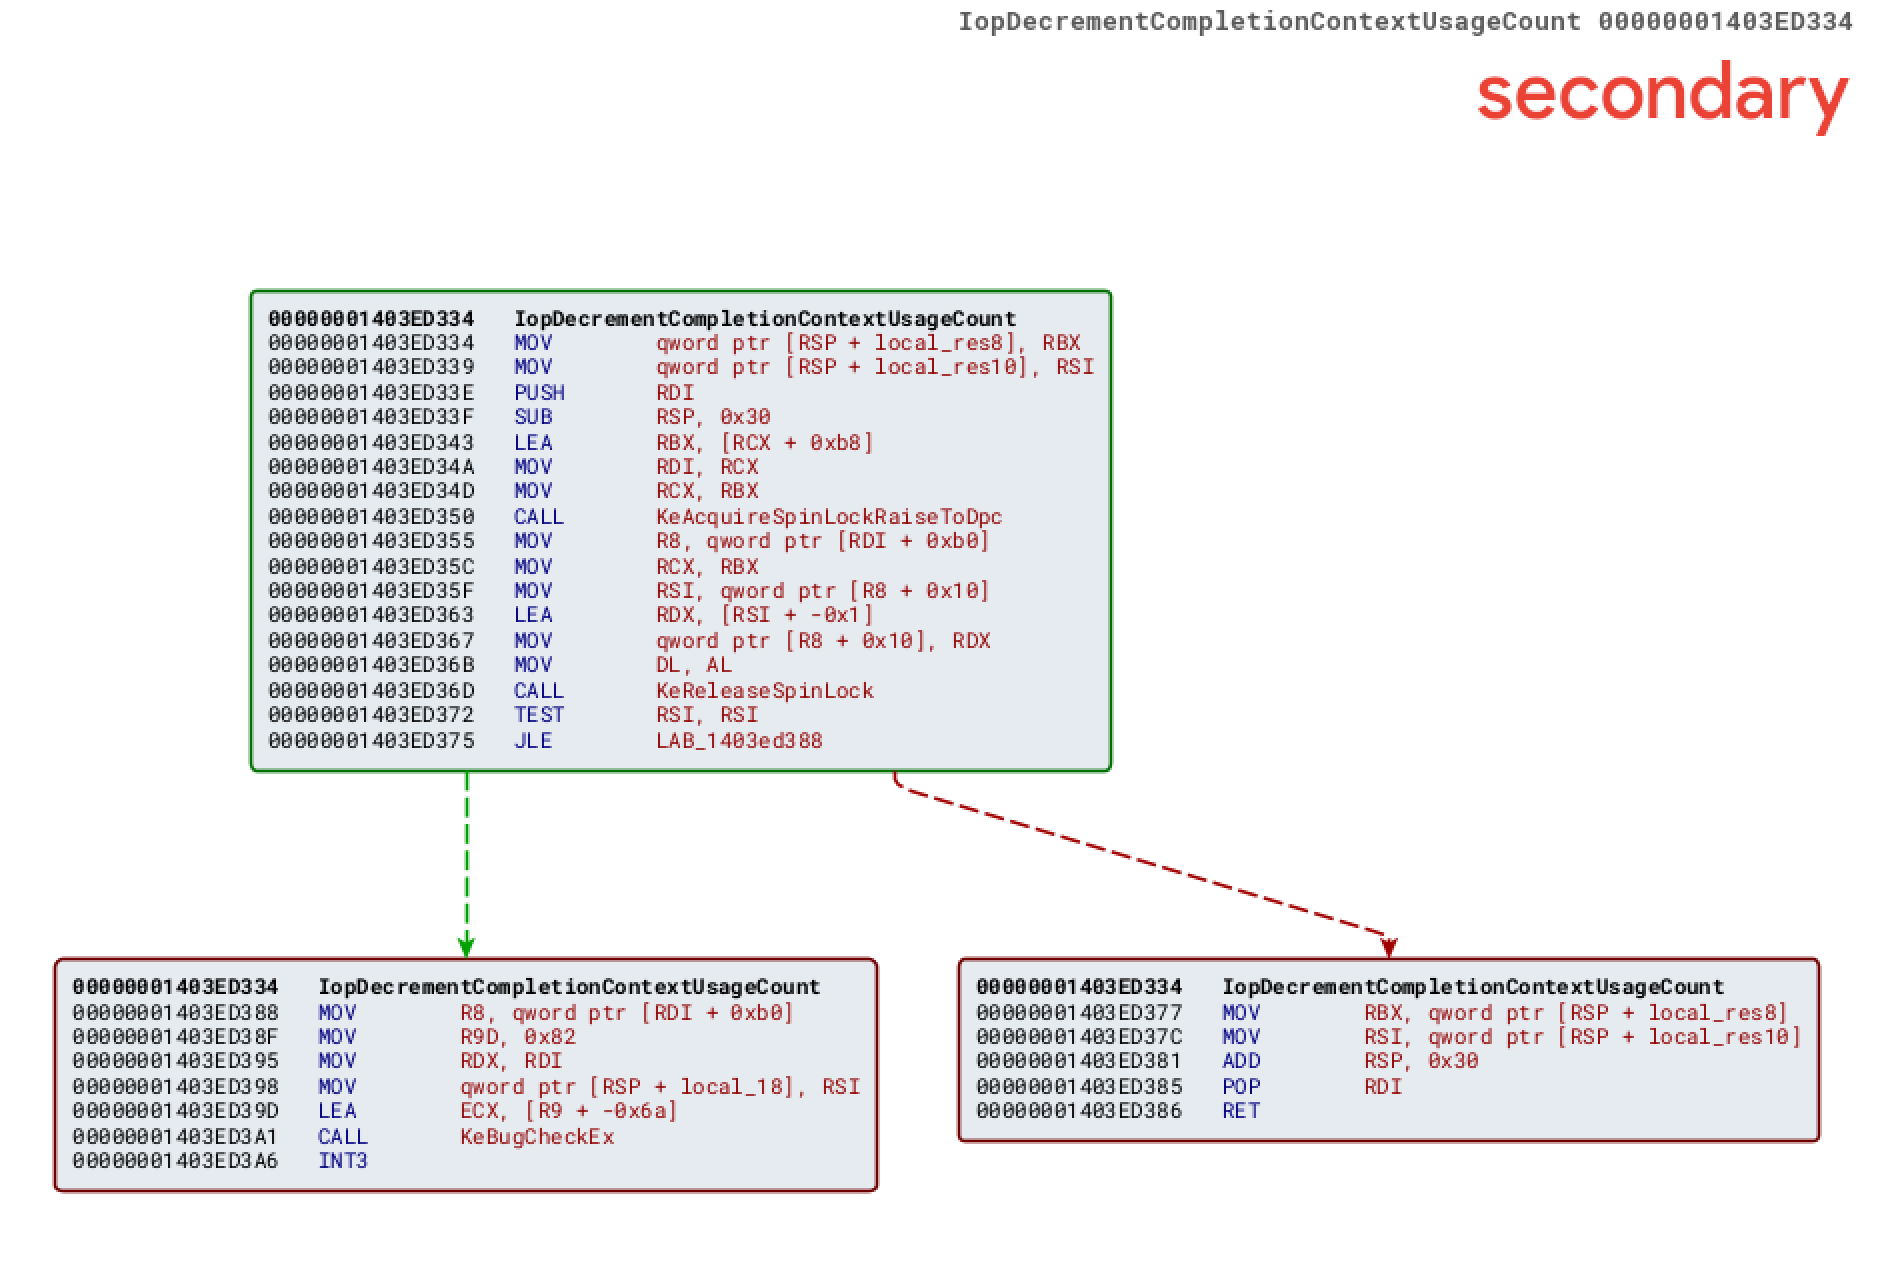 IopDecrementCompletionContextUsageCount 00000001403ED334
secondary
00000001403ED334 IopDecrementCompletionContextUsageCount
00000001403ED334 MOV qword ptr [RSP + local_res8], RBX
00000001403ED339 MOV qword ptr [RSP + local_res10], RSI
00000001403ED33E PUSH RDI
00000001403ED33F SUB RSP, 0x30
00000001403ED343 LEA RBX, [RCX + 0xb8]
00000001403ED34A MOV RDI, RCX
00000001403ED34D MOV RCX, RBX
00000001403ED350 CALL KeAcquireSpinLockRaiseToDpc
00000001403ED355 MOV R8, qword ptr [RDI + 0xb0]
00000001403ED35C MOV RCX, RBX
00000001403ED35F MOV RSI, qword ptr [R8 + 0x10]
00000001403ED363 LEA RDX, [RSI + -0x1]
00000001403ED367 MOV qword ptr [R8 + 0x10], RDX
00000001403ED36B MOV DL, AL
00000001403ED36D CALL KeReleaseSpinLock
00000001403ED372 TEST RSI, RSI
00000001403ED375 JLE LAB_1403ed388
00000001403ED334 IopDecrementCompletionContextUsageCount
00000001403ED388 MOV R8, qword ptr [RDI + 0xb0]
00000001403ED38F MOV R9D, 0x82
00000001403ED395 MOV RDX, RDI
00000001403ED398 MOV qword ptr [RSP + local_18], RSI
00000001403ED39D LEA ECX, [R9 + -0x6a]
00000001403ED3A1 CALL KeBugCheckEx
00000001403ED3A6 INT3
00000001403ED334 IopDecrementCompletionContextUsageCount
00000001403ED377 MOV RBX, qword ptr [RSP + local_res8]
00000001403ED37C MOV RSI, qword ptr [RSP + local_res10]
00000001403ED381 ADD RSP, 0x30
00000001403ED385 POP RDI
00000001403ED386 RET